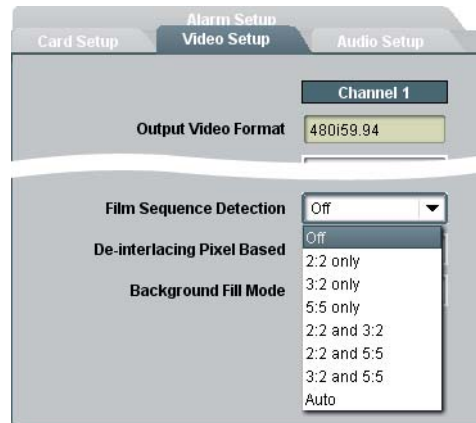 Alarm Setup
Card Setup
Video Setup
Audio Setup
Channel 1
Output Video Format
480i59.94
Film Sequence Detection
Off
De-interlacing Pixel Based
Background Fill Mode
Off
2:2 only
3:2 only
5:5 only
2:2 and 3:2
2:2 and 5:5
3:2 and 5:5
Auto